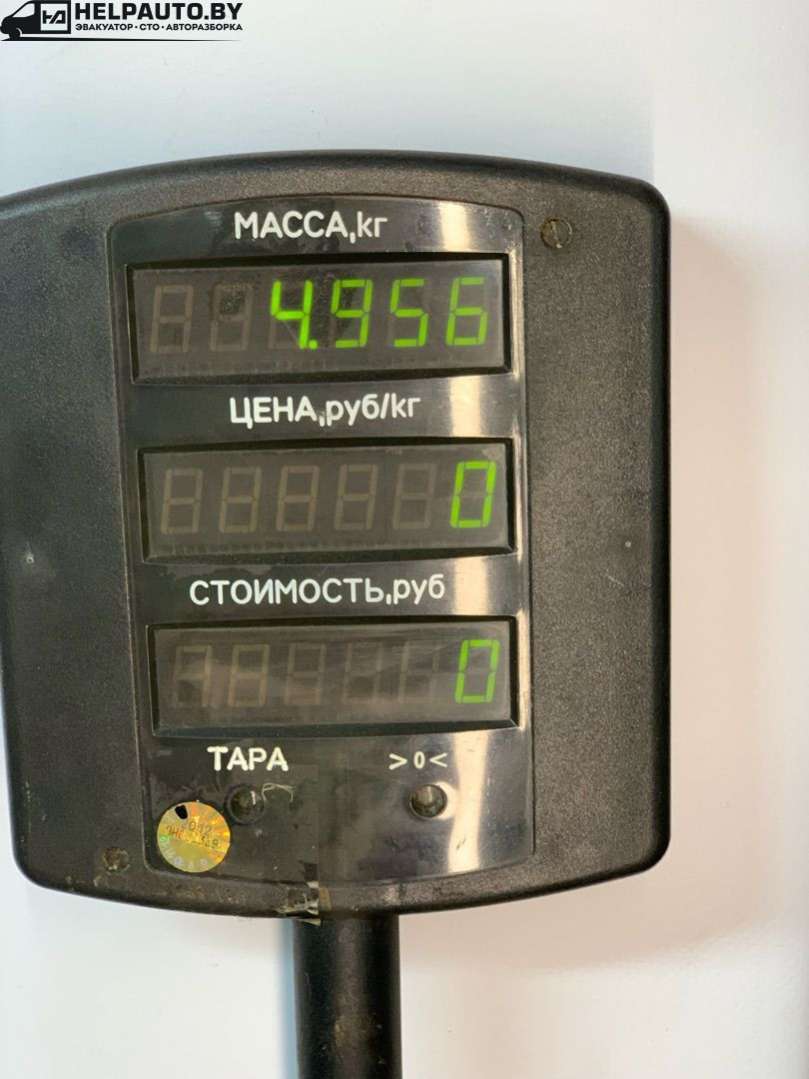 HELPAUTO.BY
ЭВАКУАТОР · СТО · АВТОРАЗБОРКА
МАССА,кг
4.956
ЦЕНА,руб/кг
0
СТОИМОСТЬ,руб
0
ТАРА >0<